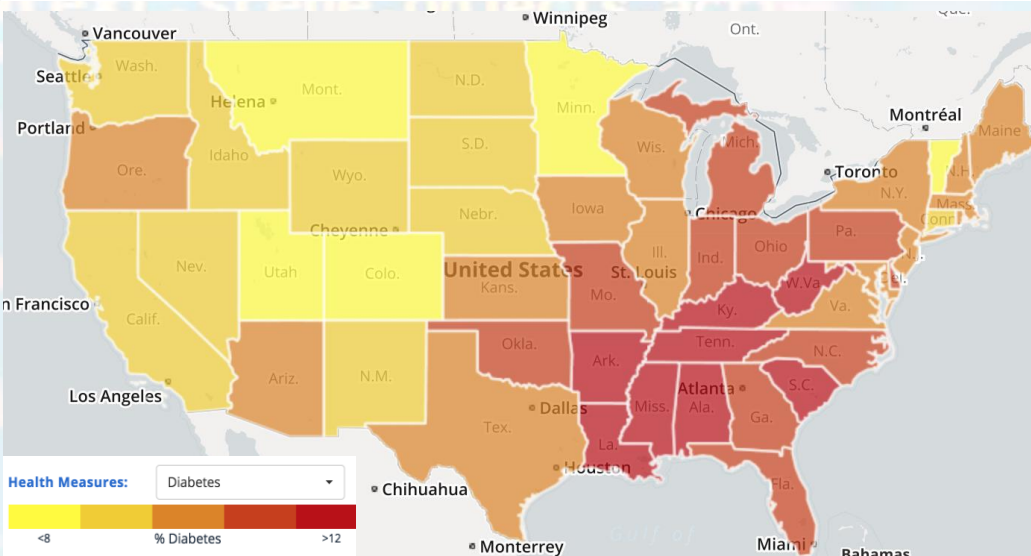 Winnipeg
Ont.
Vancouver
Wash.
Seattle
Mont.
N.D.
Minn.
Helena
Montréal
Portland
Maine
Ore.
Idaho
S.D.
Wis.
Mich.
Toronto
N.H.
Wyo.
N.Y.
Mass.
Nebr.
Iowa
Chicago
Conn.
Cheyenne
Pa.
Nev.
Utah
Colo.
Ill.
Ind.
Ohio
United States
St. Louis
Kans.
Mo.
W.Va.
Va.
n Francisco
Calif.
Ky.
Okla.
Tenn.
N.C.
Ark.
Ariz.
N.M.
Atlanta
S.C.
Los Angeles
Dallas
Miss.
Ala.
Ga.
Tex.
La.
Houston
Fla.
Health Measures:
Diabetes
Chihuahua
<8
% Diabetes
>12
Gulf of
Miami
Monterrey
Bahamas